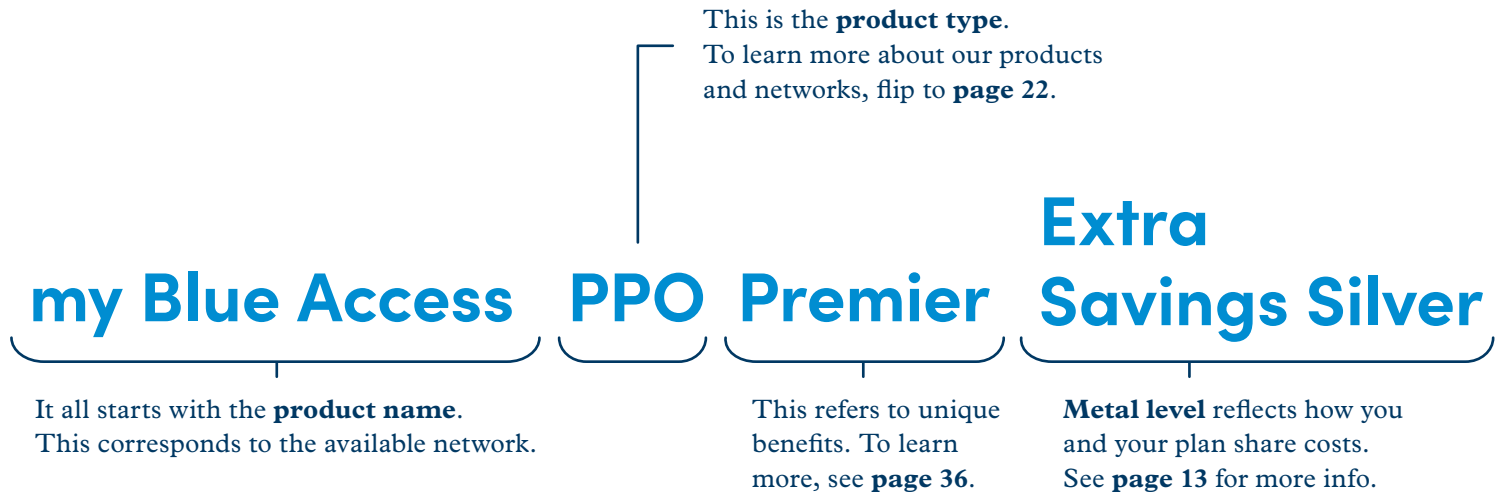 This is the product type.
To learn more about our products
and networks, flip to page 22.
my Blue Access PPO Premier Extra
Savings Silver
It all starts with the product name.
This corresponds to the available network.
This refers to unique
benefits. To learn
more, see page 36.
Metal level reflects how you
and your plan share costs.
See page 13 for more info.